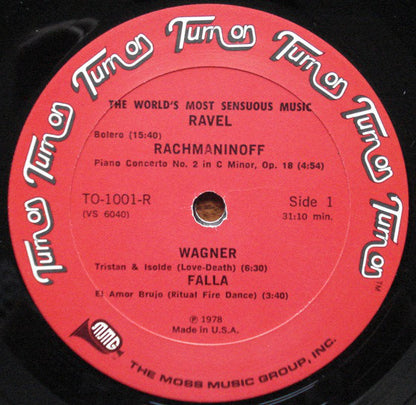 Turn on
Turn on
Turn on
Turn on
Turn on
Turn on
Turn on
TM
THE WORLD'S MOST SENSUOUS MUSIC
RAVEL
Bolero (15:40)
RACHMANINOFF
Piano Concerto No. 2 in C Minor, Op. 18 (4:54)
TO-1001-R Side 1
(VS 6040) 31:10 min.
WAGNER
Tristan & Isolde (Love-Death) (6:30)
FALLA
El Amor Brujo (Ritual Fire Dance) (3:40)
℗ 1978
Made in U.S.A.
MMG
THE MOSS MUSIC GROUP, INC.